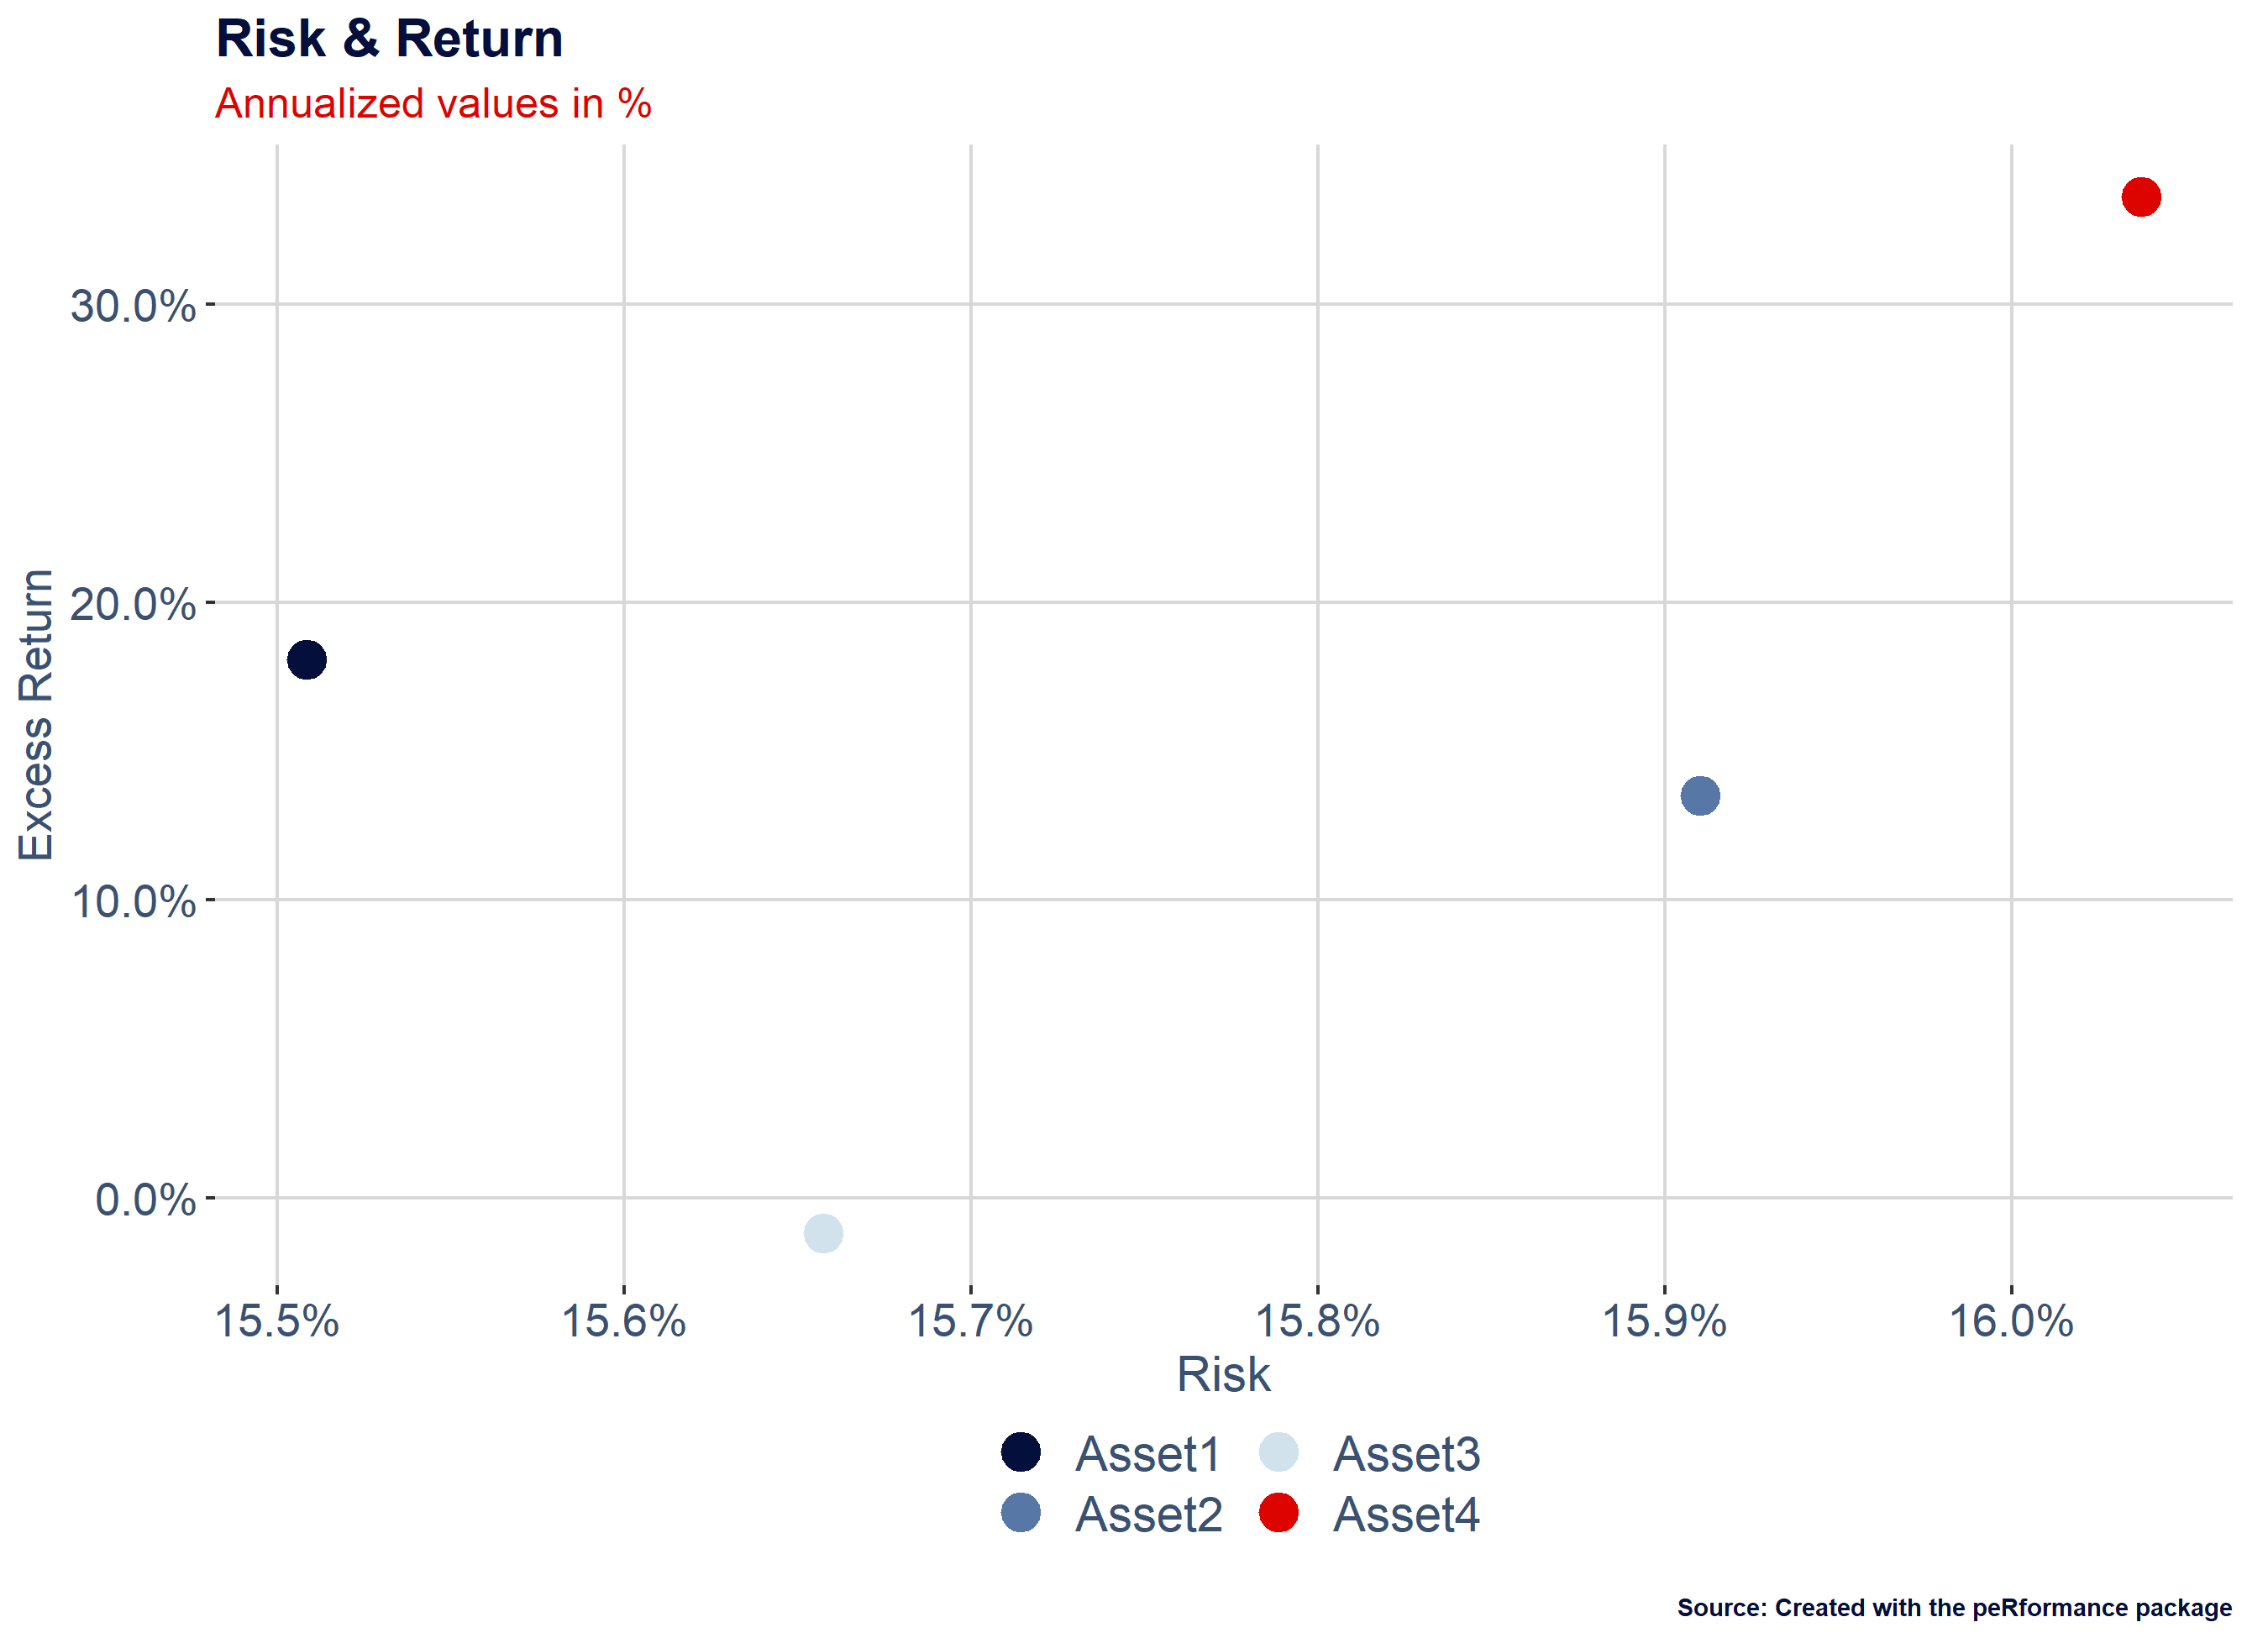 Risk & Return
Annualized values in %
Excess Return
30.0%
20.0%
10.0%
0.0%
15.5% 15.6% 15.7% 15.8% 15.9% 16.0%
Risk
Asset1 Asset3
Asset2 Asset4
Source: Created with the peRformance package